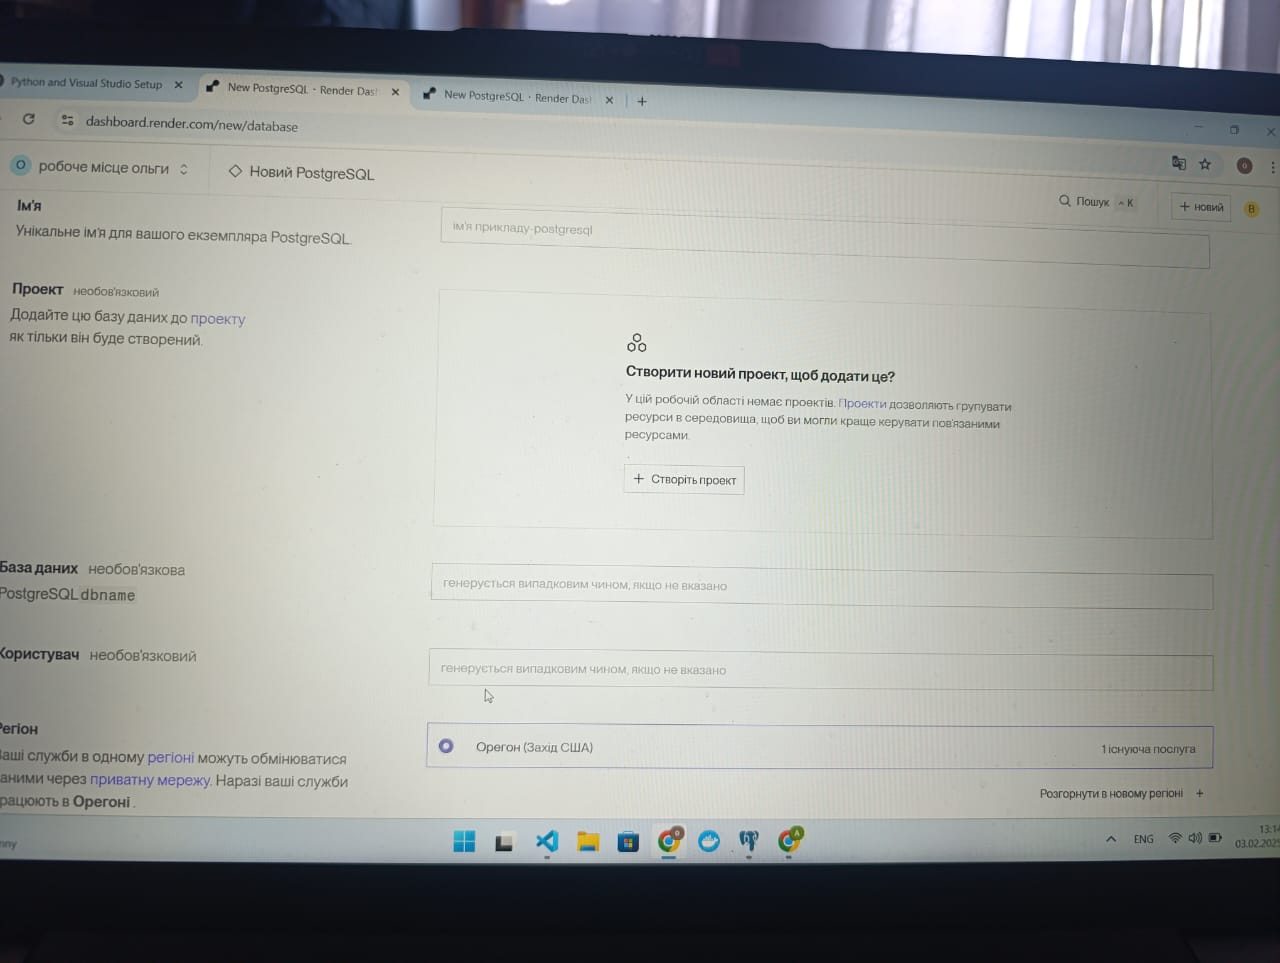 Python and Visual Studio Setup
New PostgreSQL · Render Das
New PostgreSQL · Render Das
dashboard.render.com/new/database
O робоче місце ольги
Новий PostgreSQL
Пошук ^ K
+ новий
B
Ім'я
Унікальне ім'я для вашого екземпляра PostgreSQL.
ім'я прикладу-postgresql
Проект необов'язковий
Додайте цю базу даних до проекту
як тільки він буде створений.
Створити новий проект, щоб додати це?
У цій робочій області немає проектів. Проекти дозволяють групувати
ресурси в середовища, щоб ви могли краще керувати пов'язаними
ресурсами.
+ Створіть проект
База даних необов'язкова
PostgreSQL dbname
генерується випадковим чином, якщо не вказано
Користувач необов'язковий
генерується випадковим чином, якщо не вказано
Регіон
Ваші служби в одному регіоні можуть обмінюватися
даними через приватну мережу. Наразі ваші служби
працюють в Орегоні.
Орегон (Захід США)
1 існуюча послуга
Розгорнути в новому регіоні +
ENG
13:14
03.02.2025